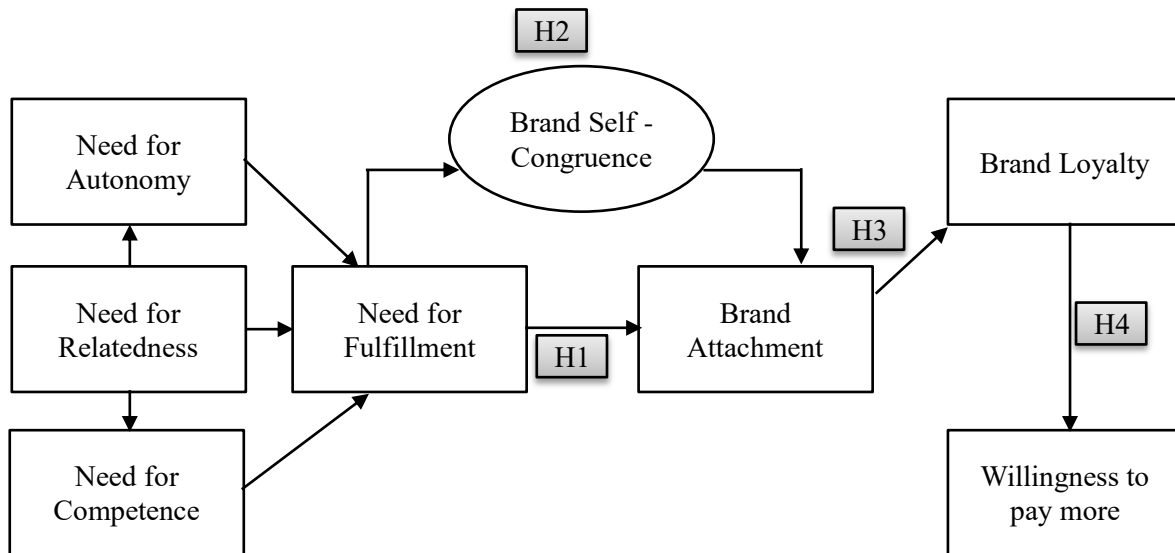 H2
Brand Self -
Congruence
Need for
Autonomy
Brand Loyalty
H3
Need for
Relatedness
Need for
Fulfillment
Brand
Attachment
H1
H4
Need for
Competence
Willingness to
pay more